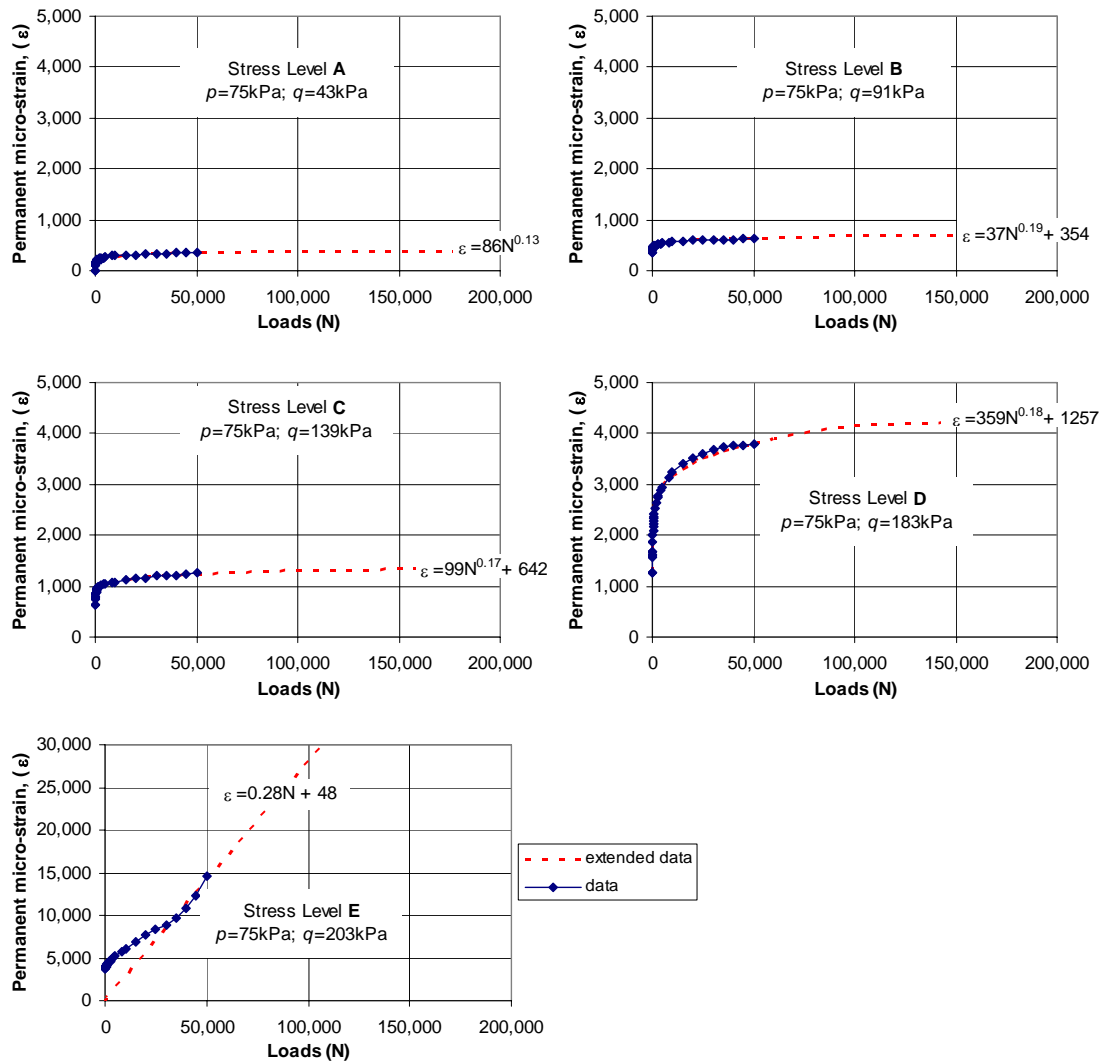 Permanent micro-strain, ( ε)
5,000
4,000
3,000
2,000
1,000
0
Stress Level A
p=75kPa; q=43kPa
ε =86N^0.13
0 50,000 100,000 150,000 200,000
Loads (N)
Permanent micro-strain, ( ε)
5,000
4,000
3,000
2,000
1,000
0
Stress Level B
p=75kPa; q=91kPa
ε =37N^0.19+ 354
0 50,000 100,000 150,000 200,000
Loads (N)
Permanent micro-strain, ( ε)
5,000
4,000
3,000
2,000
1,000
0
Stress Level C
p=75kPa; q=139kPa
ε =99N^0.17+ 642
0 50,000 100,000 150,000 200,000
Loads (N)
Permanent micro-strain, ( ε)
5,000
4,000
3,000
2,000
1,000
0
ε =359N^0.18+ 1257
Stress Level D
p=75kPa; q=183kPa
0 50,000 100,000 150,000 200,000
Loads (N)
Permanent micro-strain, ( ε)
30,000
25,000
20,000
15,000
10,000
5,000
0
ε =0.28N + 48
Stress Level E
p=75kPa; q=203kPa
0 50,000 100,000 150,000 200,000
Loads (N)
extended data
data